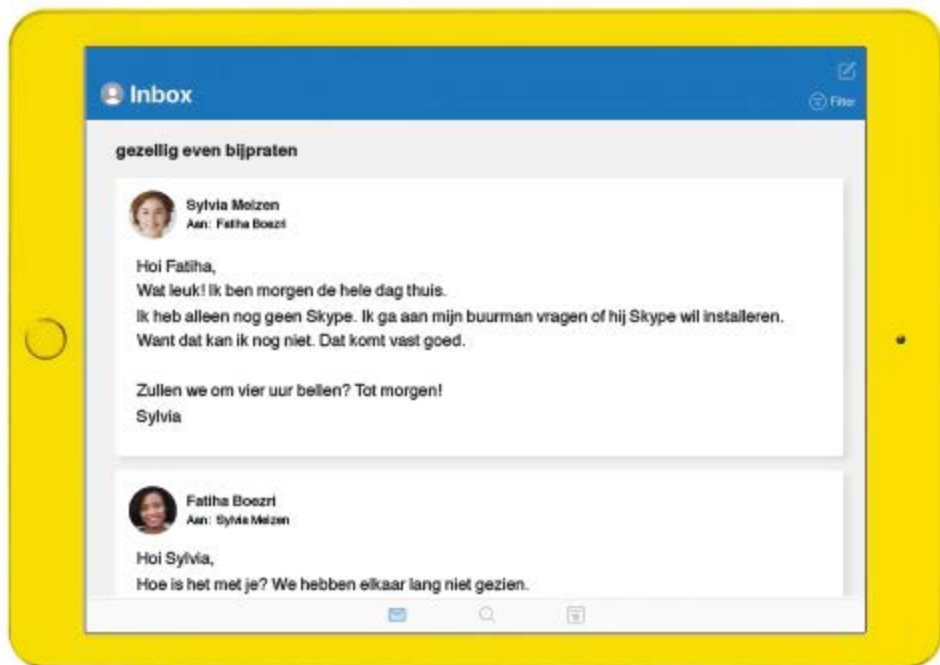 Inbox
Filter
gezellig even bijpraten
Sylvia Meizen
Aan: Fatiha Boezri
Hoi Fatiha,
Wat leuk! Ik ben morgen de hele dag thuis.
Ik heb alleen nog geen Skype. Ik ga aan mijn buurman vragen of hij Skype wil installeren.
Want dat kan ik nog niet. Dat komt vast goed.
Zullen we om vier uur bellen? Tot morgen!
Sylvia
Fatiha Boezri
Aan: Sylvia Meizen
Hoi Sylvia,
Hoe is het met je? We hebben elkaar lang niet gezien.